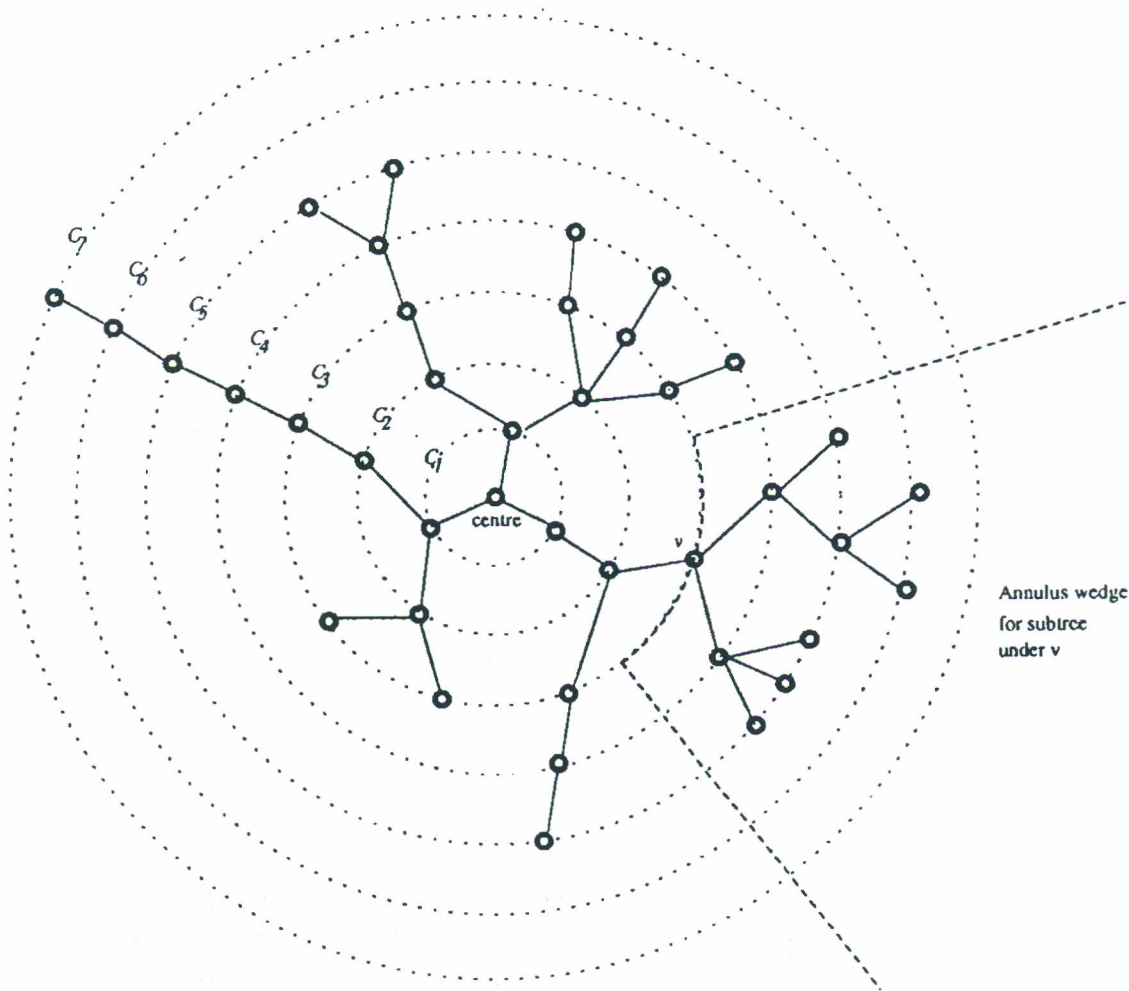 C7
C6
C5
C4
C3
C2
C1
centre
v
Annulus wedge
for subtree
under v